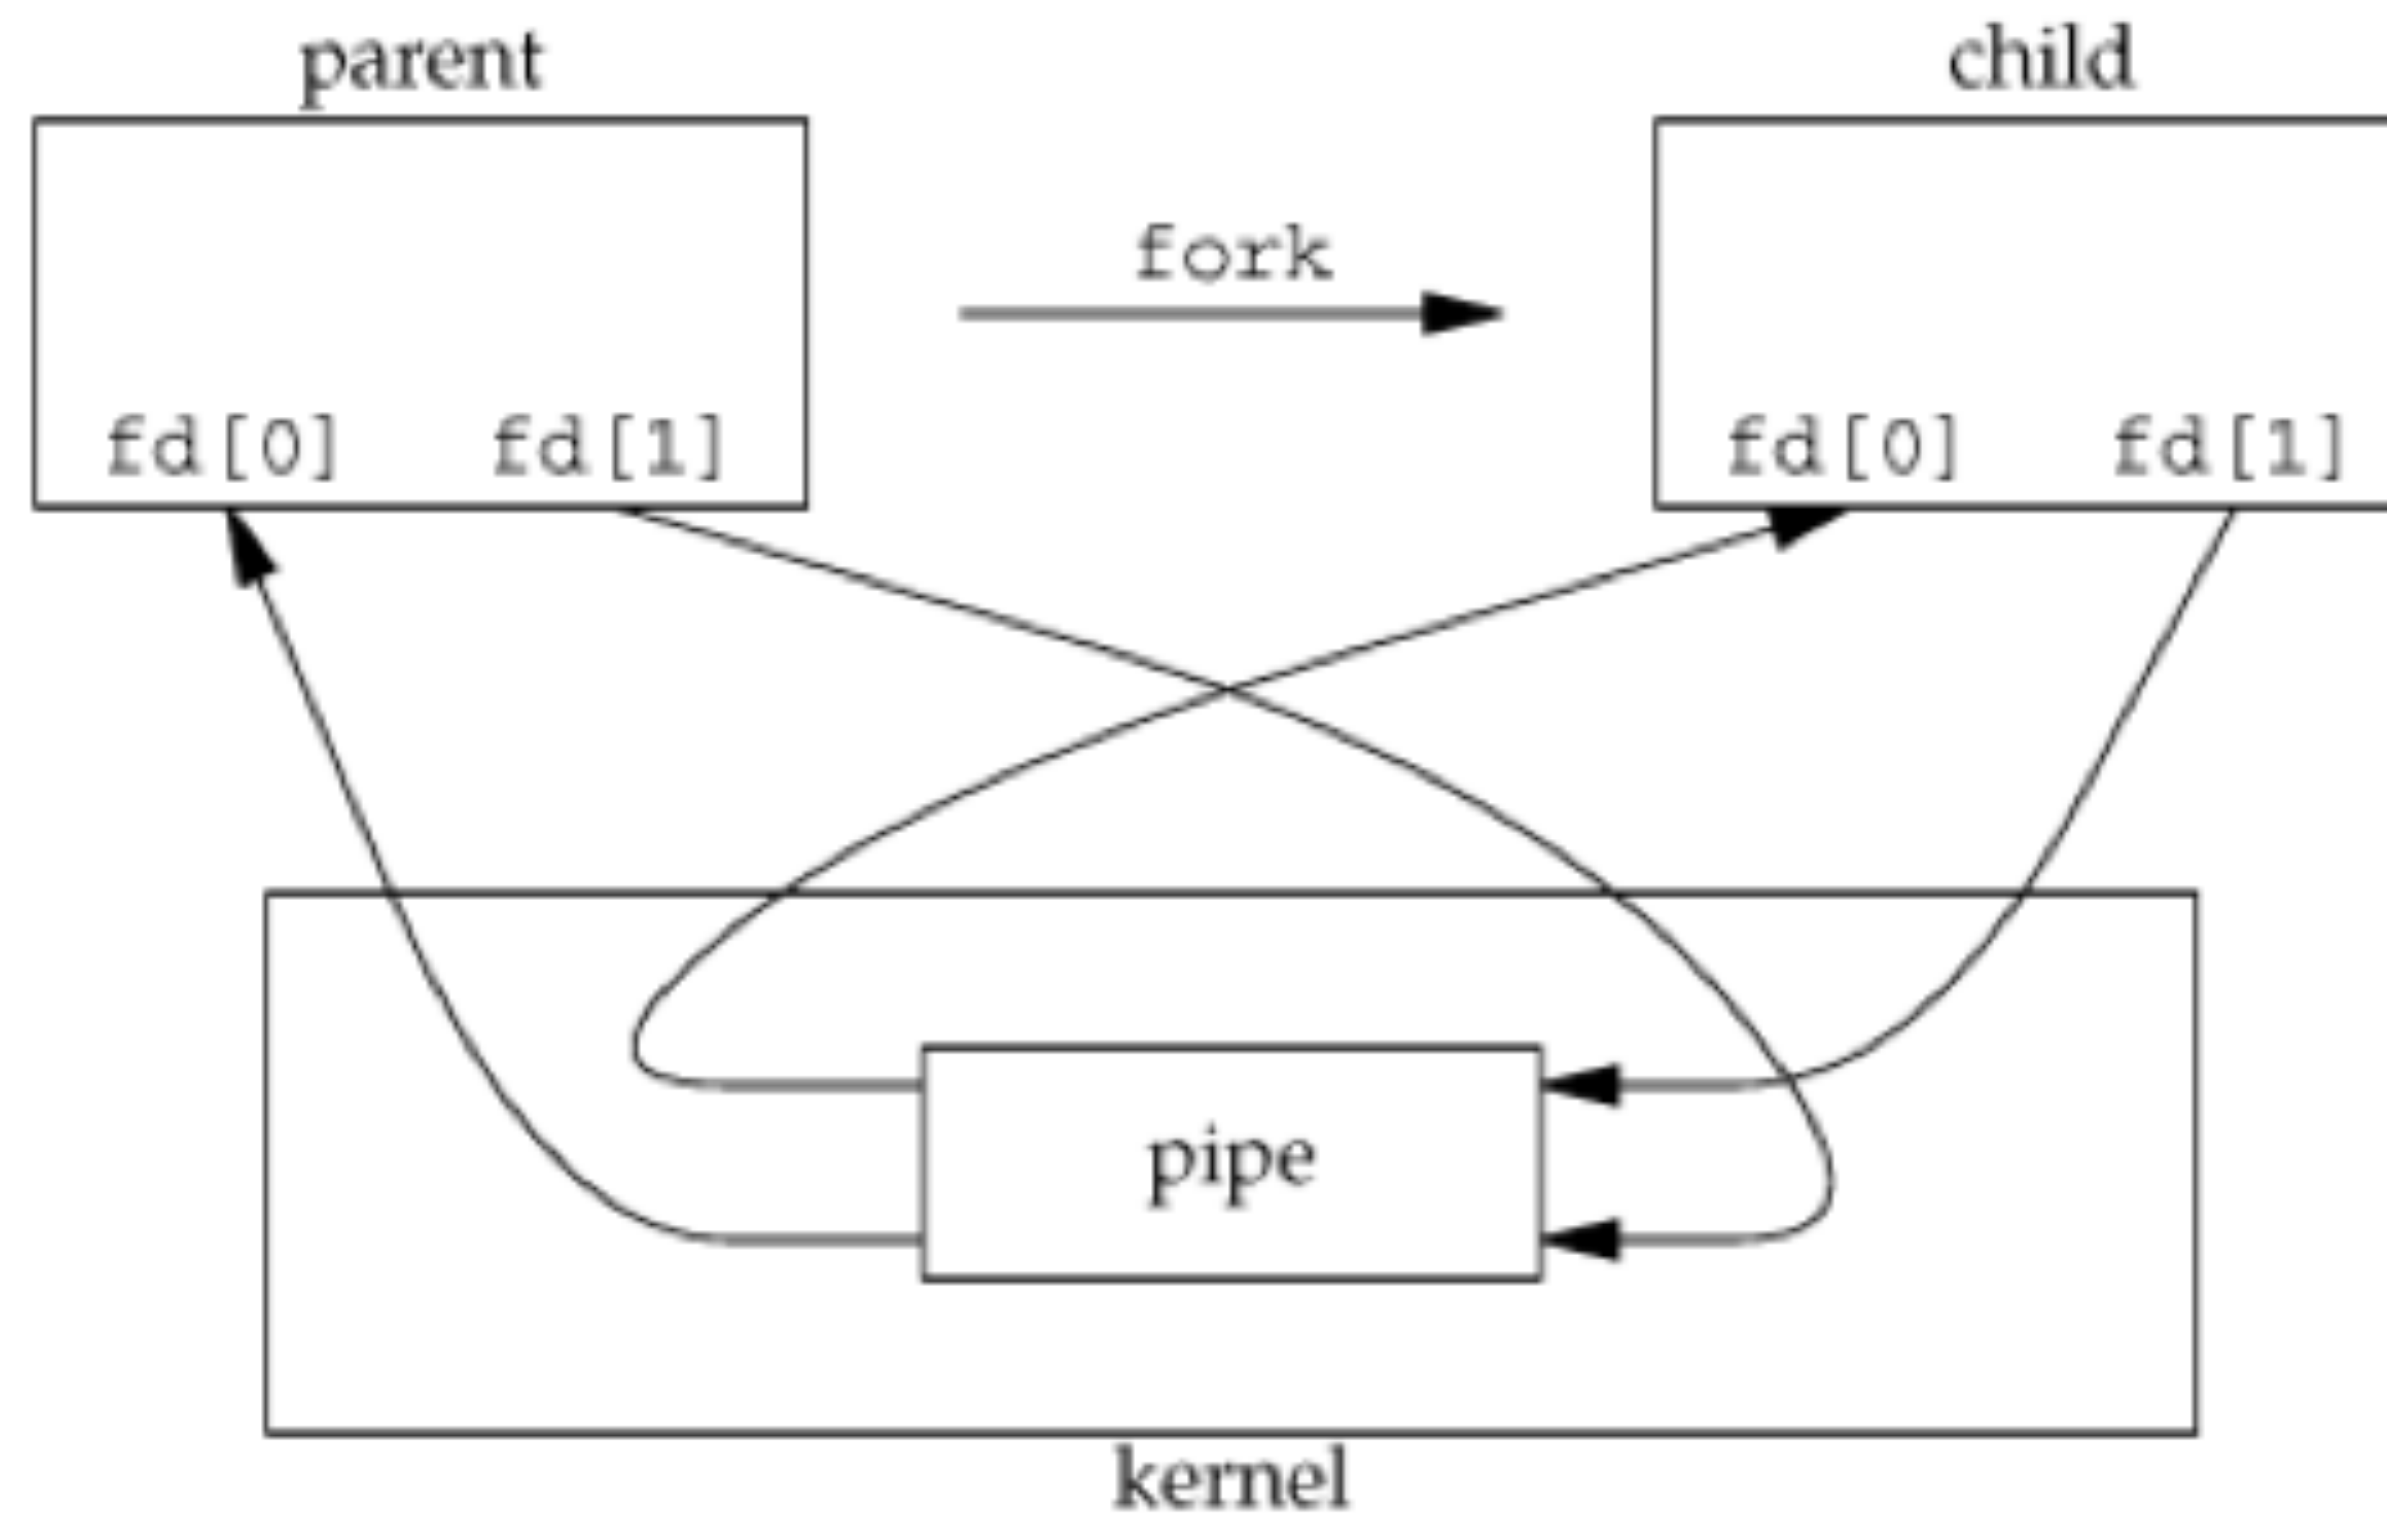 parent
child
fork
fd[0] fd[1]
fd[0] fd[1]
pipe
kernel